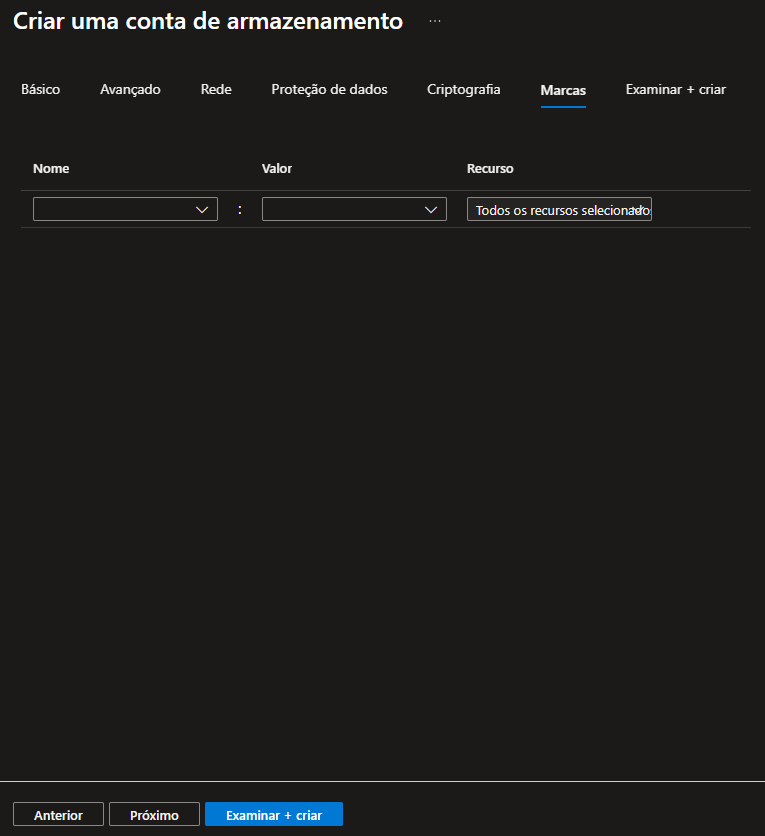 Criar uma conta de armazenamento ...
Básico Avançado Rede Proteção de dados Criptografia Marcas Examinar + criar
Nome Valor Recurso
: Todos os recursos selecionados
Anterior Próximo Examinar + criar